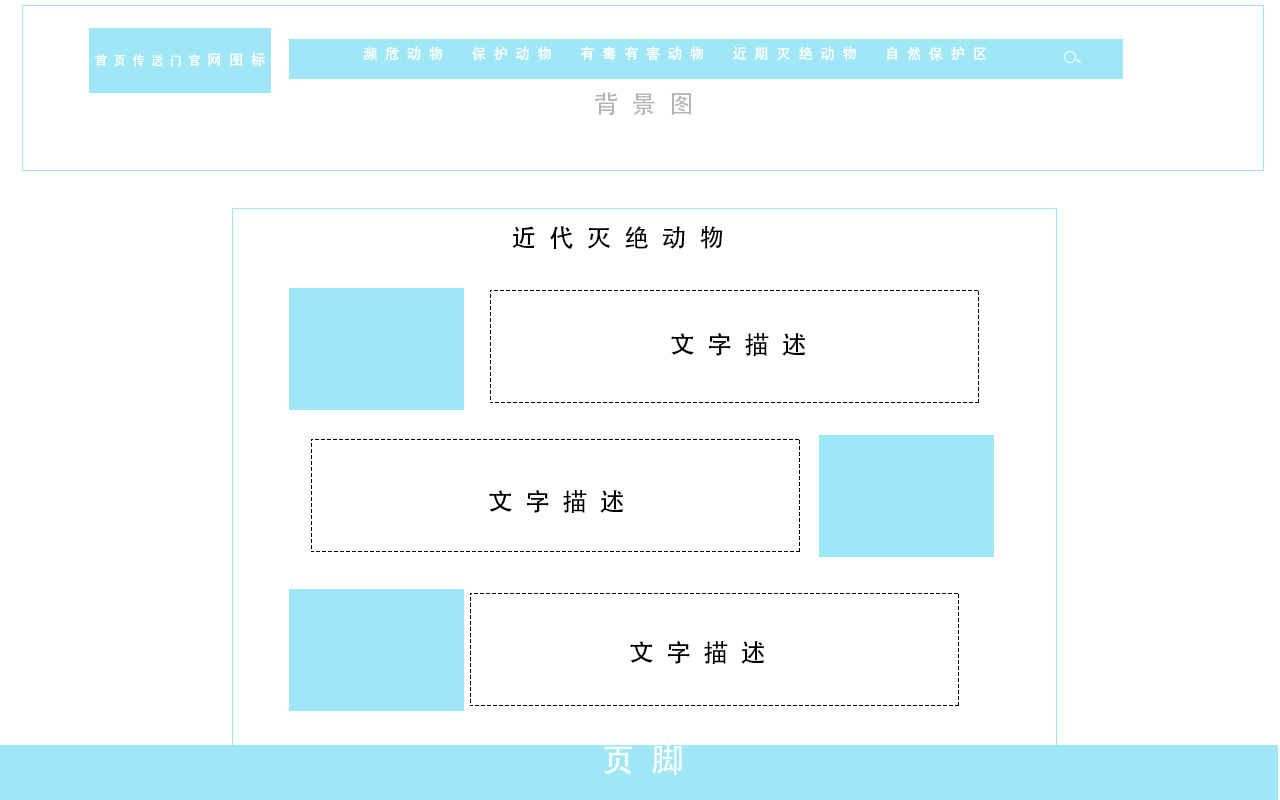 首页传送门官网图标
濒危动物 保护动物 有毒有害动物 近期灭绝动物 自然保护区
背景图
近代灭绝动物
文字描述
文字描述
文字描述
页脚